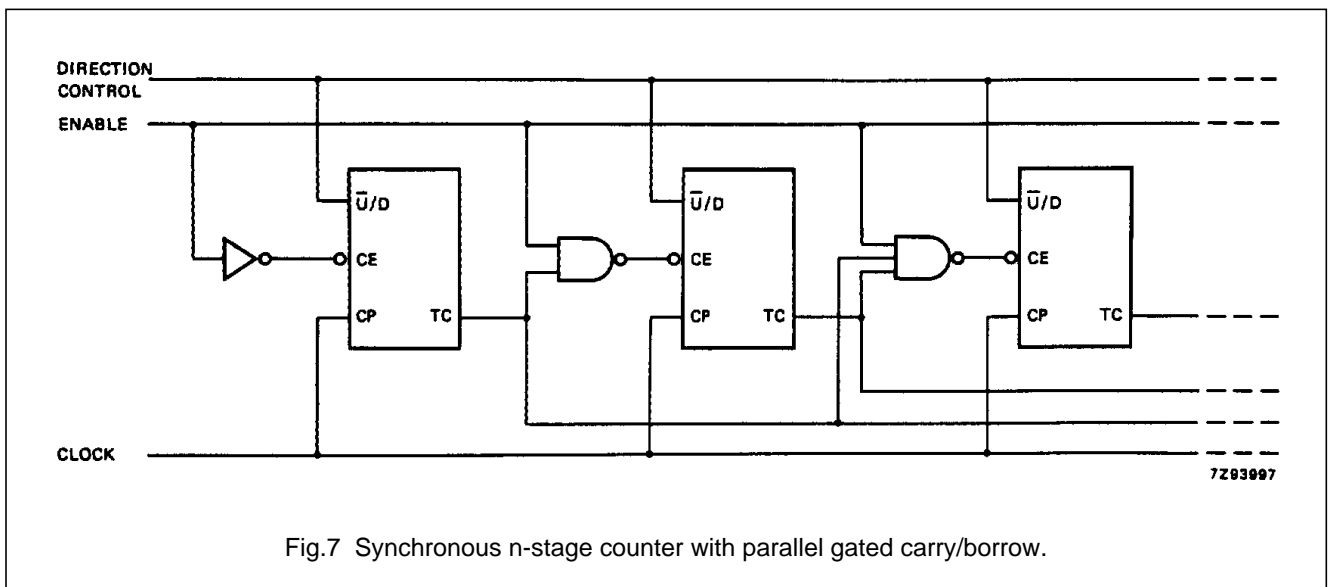 DIRECTION
CONTROL
ENABLE
U̅/D
U̅/D
U̅/D
CE
CE
CE
CP
TC
CP
TC
CP
TC
CLOCK
7Z93997
Fig.7 Synchronous n-stage counter with parallel gated carry/borrow.